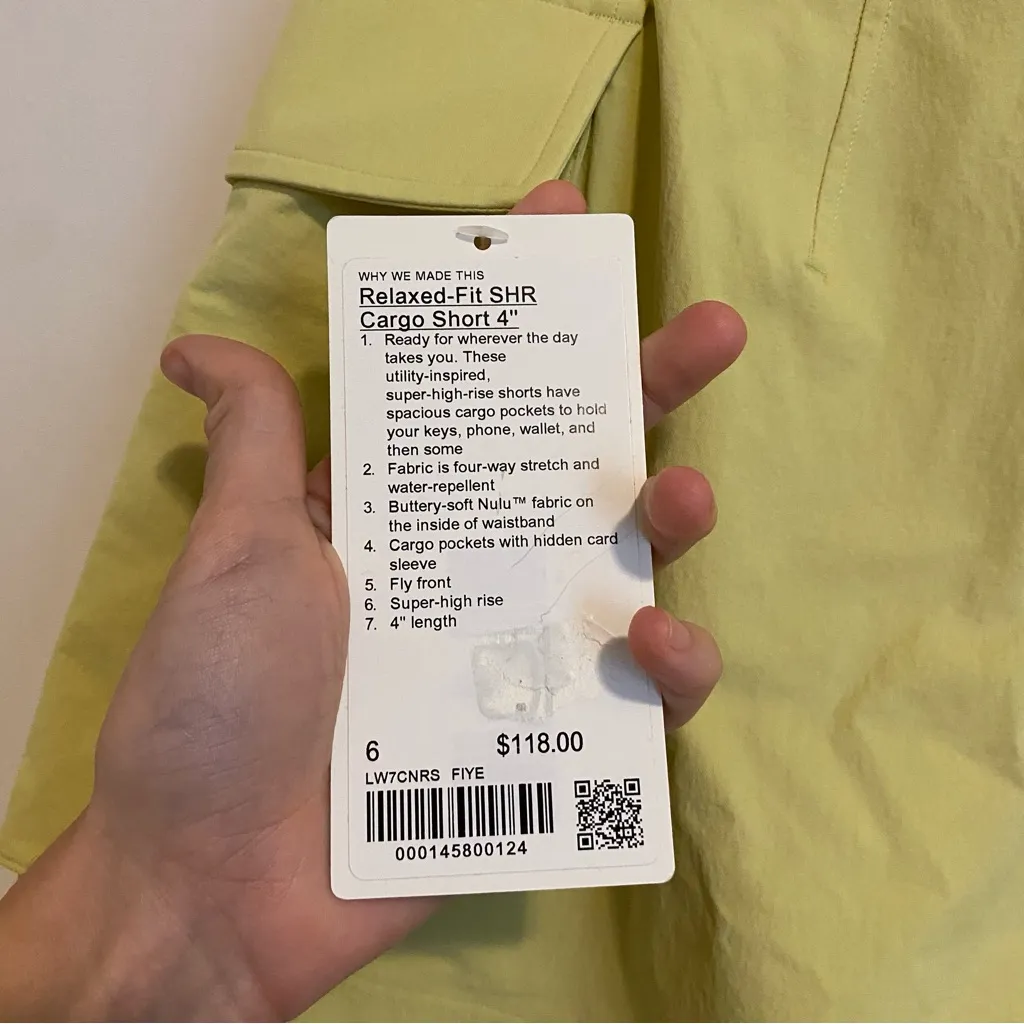 WHY WE MADE THIS
Relaxed-Fit SHR
Cargo Short 4"
1. Ready for wherever the day
takes you. These
utility-inspired,
super-high-rise shorts have
spacious cargo pockets to hold
your keys, phone, wallet, and
then some
2. Fabric is four-way stretch and
water-repellent
3. Buttery-soft Nulu™ fabric on
the inside of waistband
4. Cargo pockets with hidden card
sleeve
5. Fly front
6. Super-high rise
7. 4" length
6 $118.00
LW7CNRS FIYE
000145800124